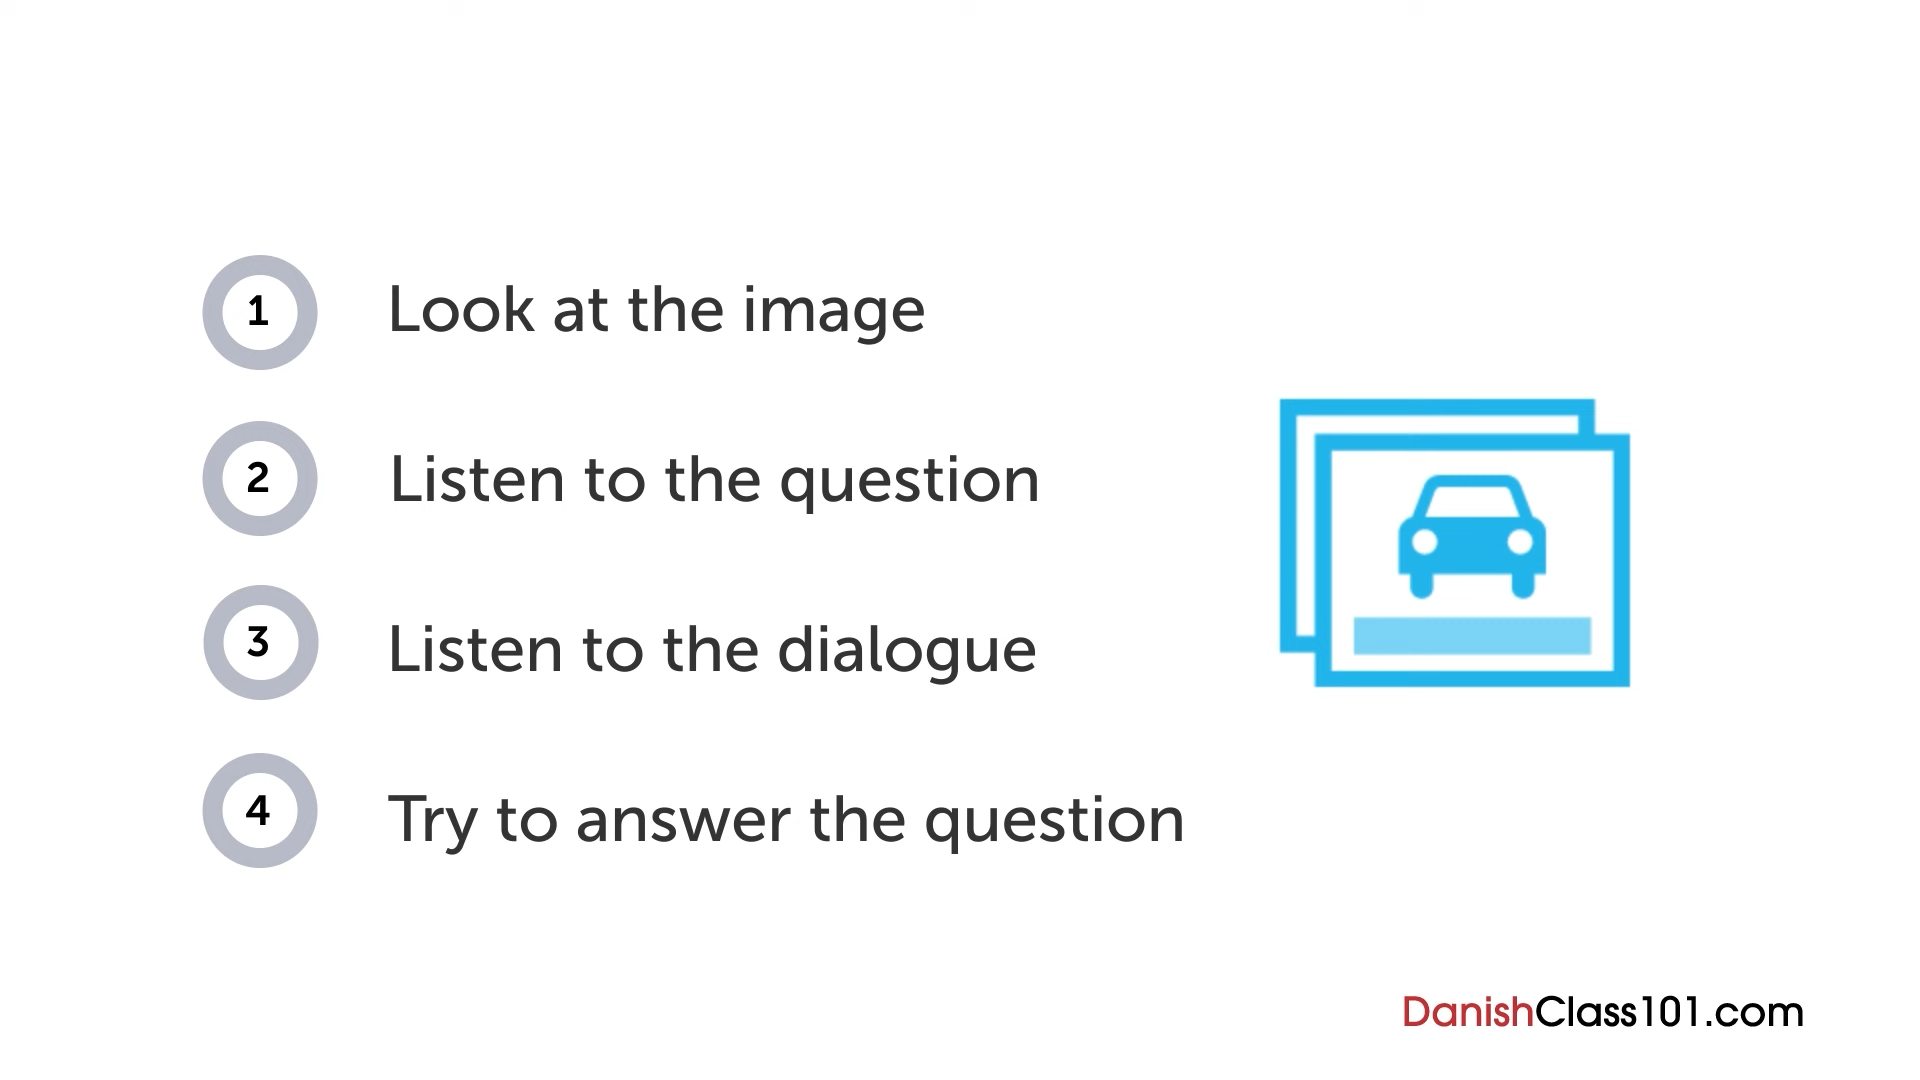 1 Look at the image
2 Listen to the question
3 Listen to the dialogue
4 Try to answer the question
DanishClass101.com